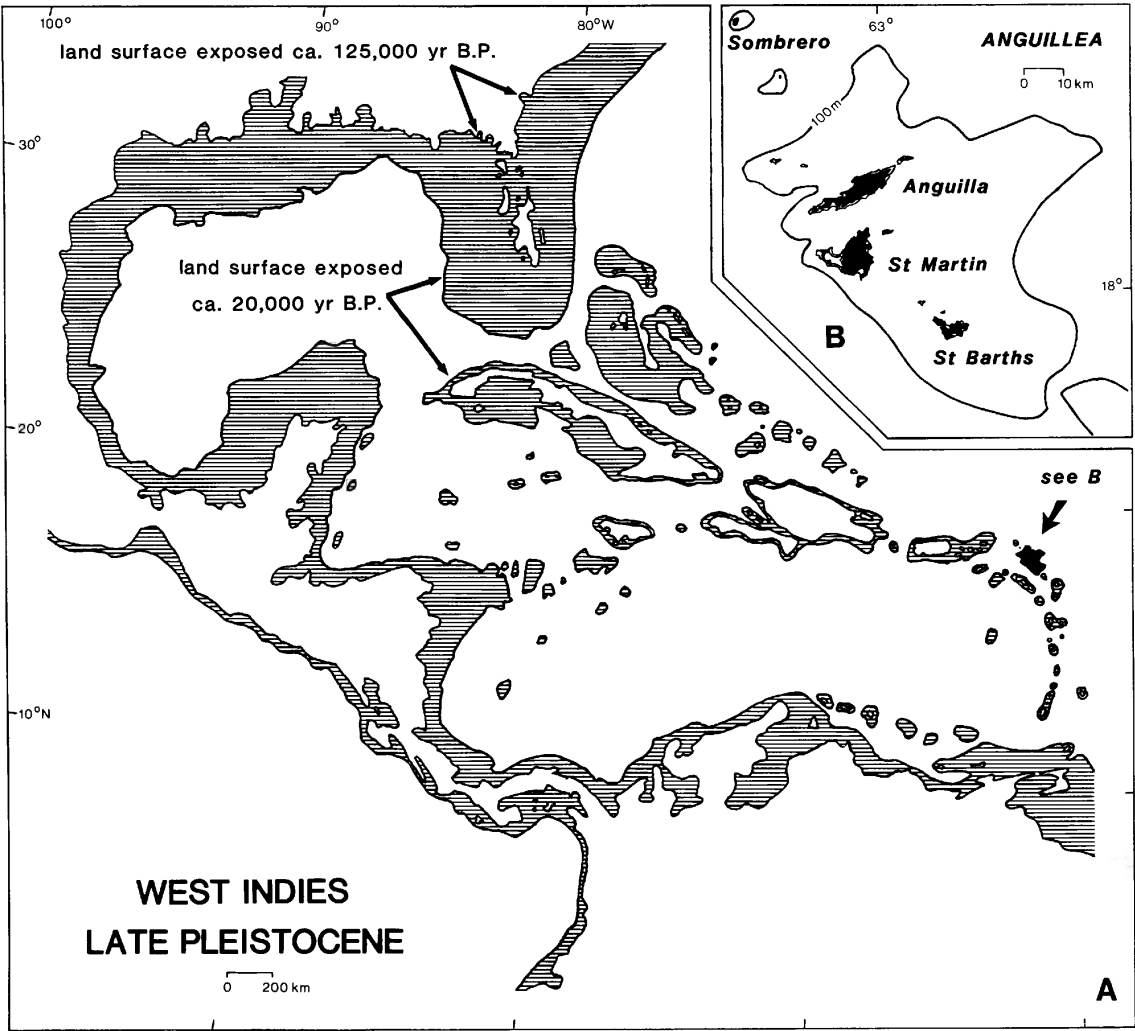 100°
90°
80°W
land surface exposed ca. 125,000 yr B.P.
30°
land surface exposed
ca. 20,000 yr B.P.
20°
10°N
see B
WEST INDIES
LATE PLEISTOCENE
0 200 km
A
63°
Sombrero
ANGUILLEA
0 10 km
100 m
Anguilla
St Martin
18°
B
St Barths